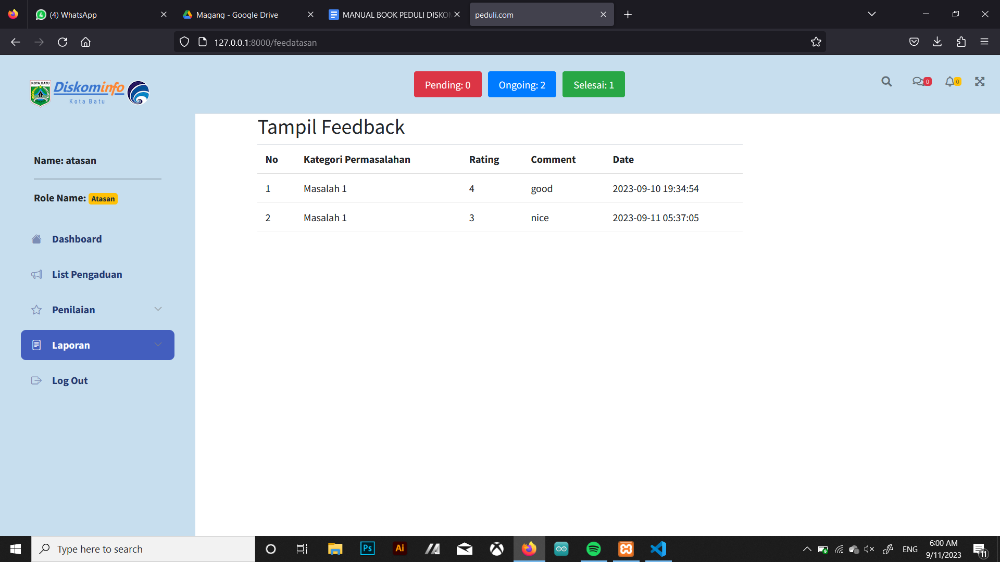 (4) WhatsApp
Magang - Google Drive
MANUAL BOOK PEDULI DISKON
peduli.com
127.0.0.1:8000/feedatasan
KOTA BATU
Diskominfo
Kota Batu
Pending: 0
Ongoing: 2
Selesai: 1
0
0
Name: atasan
Role Name: Atasan
Dashboard
List Pengaduan
Penilaian
Laporan
Log Out
Tampil Feedback
No Kategori Permasalahan Rating Comment Date
1 Masalah 1 4 good 2023-09-10 19:34:54
2 Masalah 1 3 nice 2023-09-11 05:37:05
Type here to search
Ps
Ai
ENG
6:00 AM
9/11/2023
11